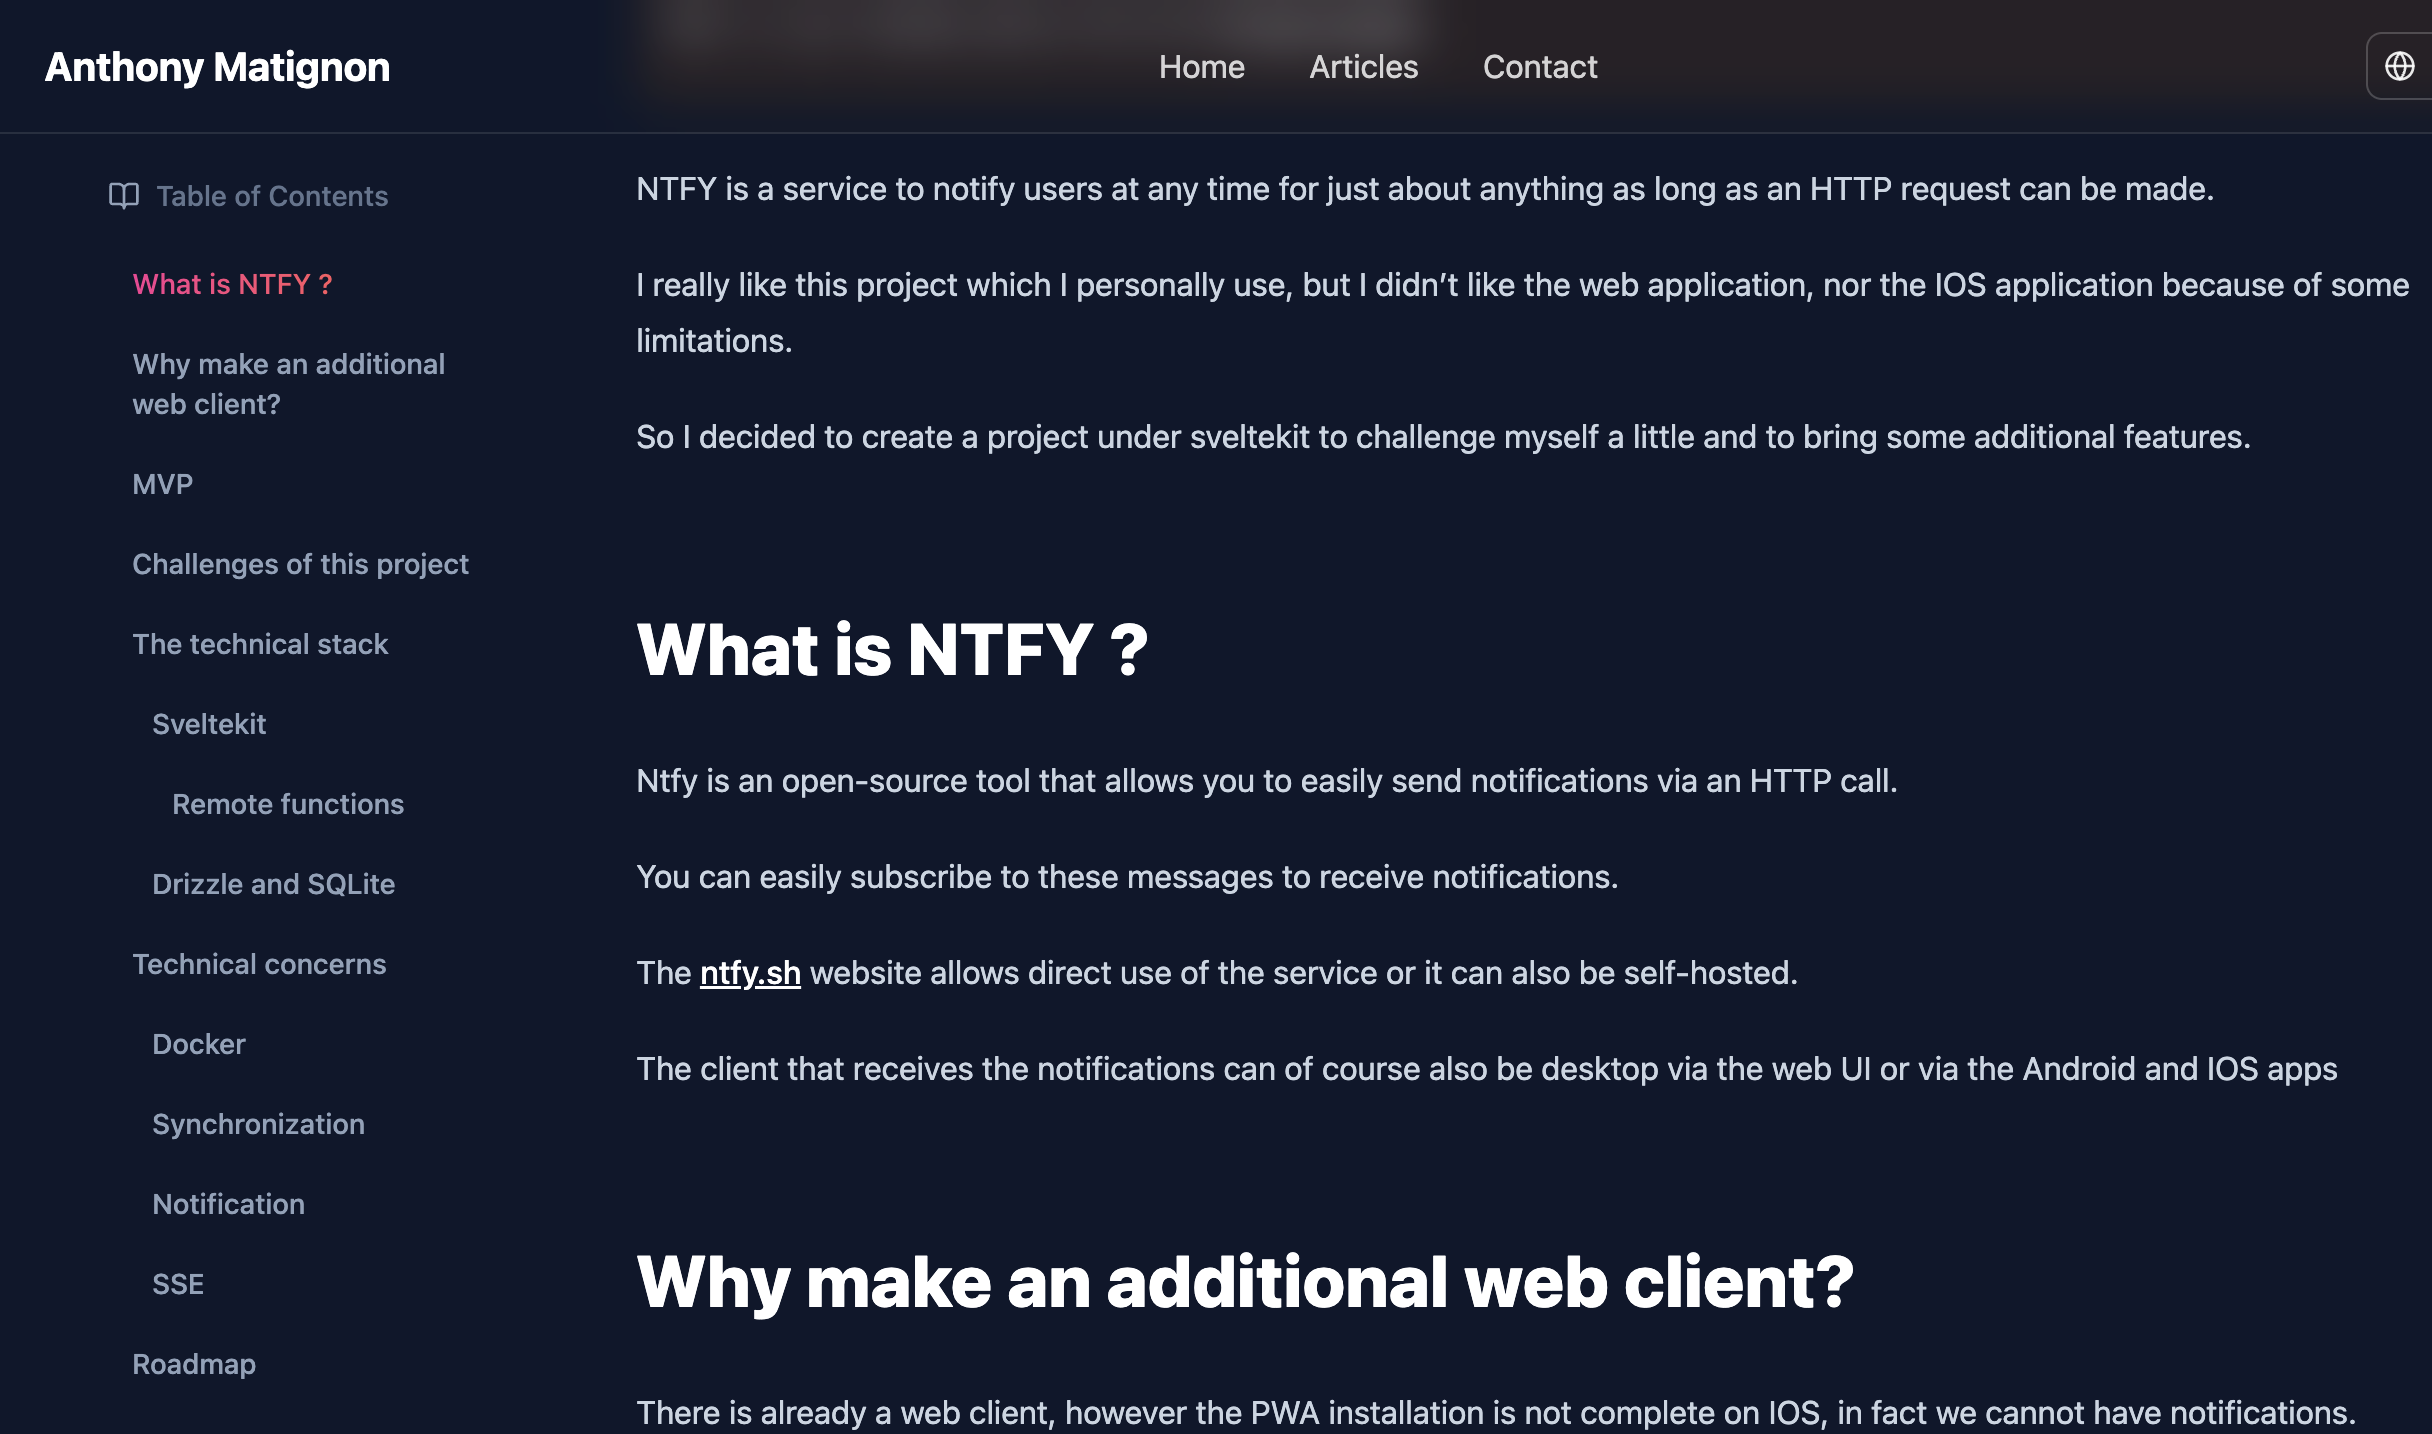 Anthony Matignon
Home
Articles
Contact
Table of Contents
What is NTFY ?
Why make an additional
web client?
MVP
Challenges of this project
The technical stack
Sveltekit
Remote functions
Drizzle and SQLite
Technical concerns
Docker
Synchronization
Notification
SSE
Roadmap
NTFY is a service to notify users at any time for just about anything as long as an HTTP request can be made.
I really like this project which I personally use, but I didn’t like the web application, nor the IOS application because of some
limitations.
So I decided to create a project under sveltekit to challenge myself a little and to bring some additional features.
What is NTFY ?
Ntfy is an open-source tool that allows you to easily send notifications via an HTTP call.
You can easily subscribe to these messages to receive notifications.
The ntfy.sh website allows direct use of the service or it can also be self-hosted.
The client that receives the notifications can of course also be desktop via the web UI or via the Android and IOS apps
Why make an additional web client?
There is already a web client, however the PWA installation is not complete on IOS, in fact we cannot have notifications.